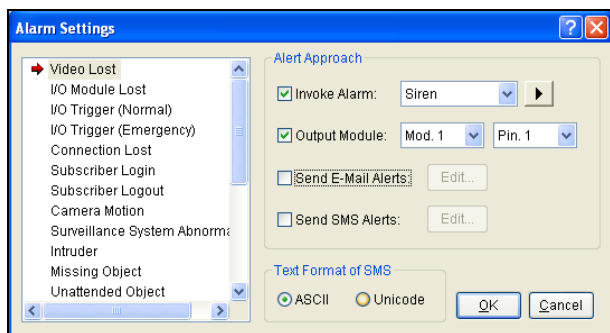 Alarm Settings
Video Lost
I/O Module Lost
I/O Trigger (Normal)
I/O Trigger (Emergency)
Connection Lost
Subscriber Login
Subscriber Logout
Camera Motion
Surveillance System Abnorma
Intruder
Missing Object
Unattended Object
Alert Approach
Invoke Alarm: Siren
Output Module: Mod. 1 Pin. 1
Send E-Mail Alerts: Edit...
Send SMS Alerts: Edit...
Text Format of SMS
ASCII Unicode
OK Cancel